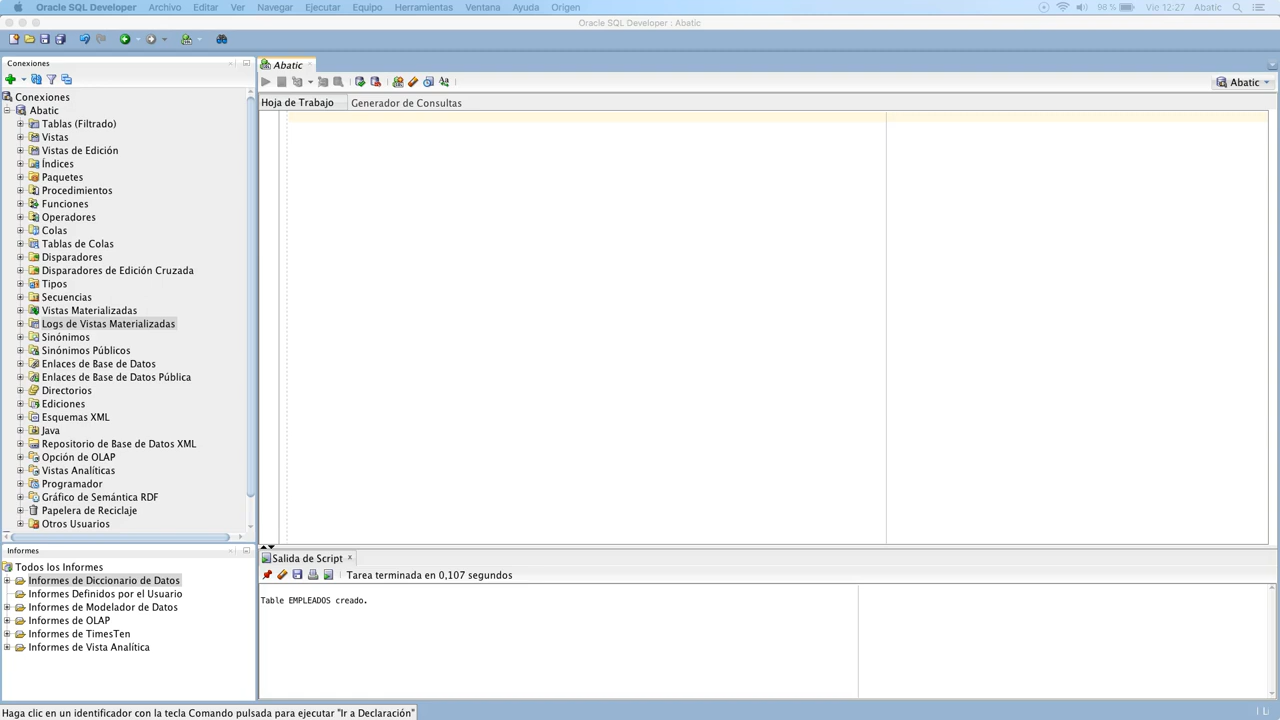 Oracle SQL Developer Archivo Editar Ver Navegar Ejecutar Equipo Herramientas Ventana Ayuda Origen 98 % Vie 12:27 Abatic
Oracle SQL Developer : Abatic
Conexiones
Abatic
Abatic
Hoja de Trabajo Generador de Consultas
Conexiones
Abatic
Tablas (Filtrado)
Vistas
Vistas de Edición
Índices
Paquetes
Procedimientos
Funciones
Operadores
Colas
Tablas de Colas
Disparadores
Disparadores de Edición Cruzada
Tipos
Secuencias
Vistas Materializadas
Logs de Vistas Materializadas
Sinónimos
Sinónimos Públicos
Enlaces de Base de Datos
Enlaces de Base de Datos Pública
Directorios
Ediciones
Esquemas XML
Java
Repositorio de Base de Datos XML
Opción de OLAP
Vistas Analíticas
Programador
Gráfico de Semántica RDF
Papelera de Reciclaje
Otros Usuarios
Informes
Todos los Informes
Informes de Diccionario de Datos
Informes Definidos por el Usuario
Informes de Modelador de Datos
Informes de OLAP
Informes de TimesTen
Informes de Vista Analítica
Salida de Script
Tarea terminada en 0,107 segundos
Table EMPLEADOS creado.
Haga clic en un identificador con la tecla Comando pulsada para ejecutar "Ir a Declaración"